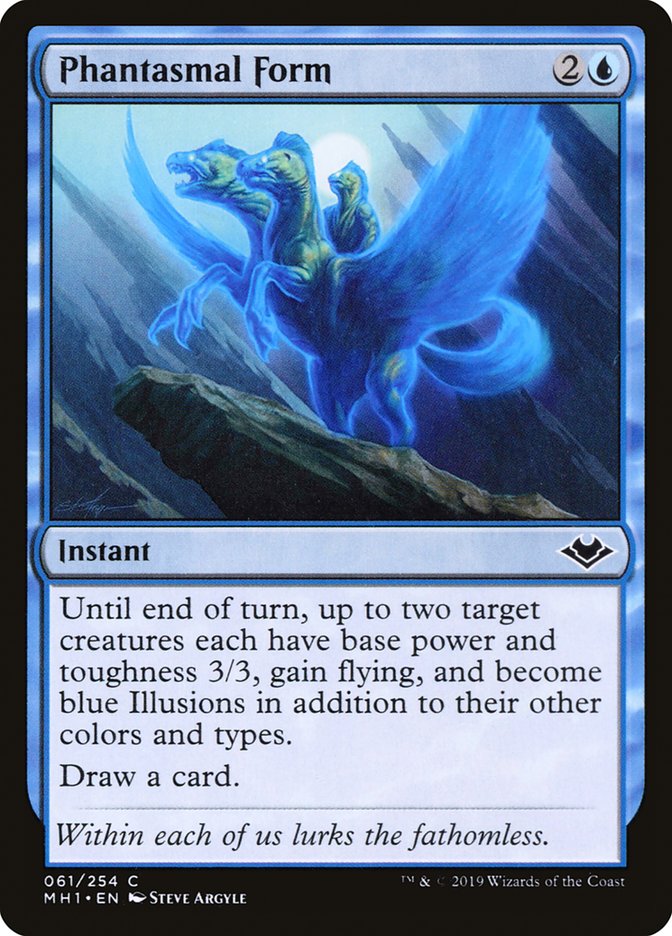 Phantasmal Form 2
Instant
Until end of turn, up to two target
creatures each have base power and
toughness 3/3, gain flying, and become
blue Illusions in addition to their other
colors and types.
Draw a card.
Within each of us lurks the fathomless.
061/254 C
MH1 • EN Steve Argyle
™ & © 2019 Wizards of the Coast